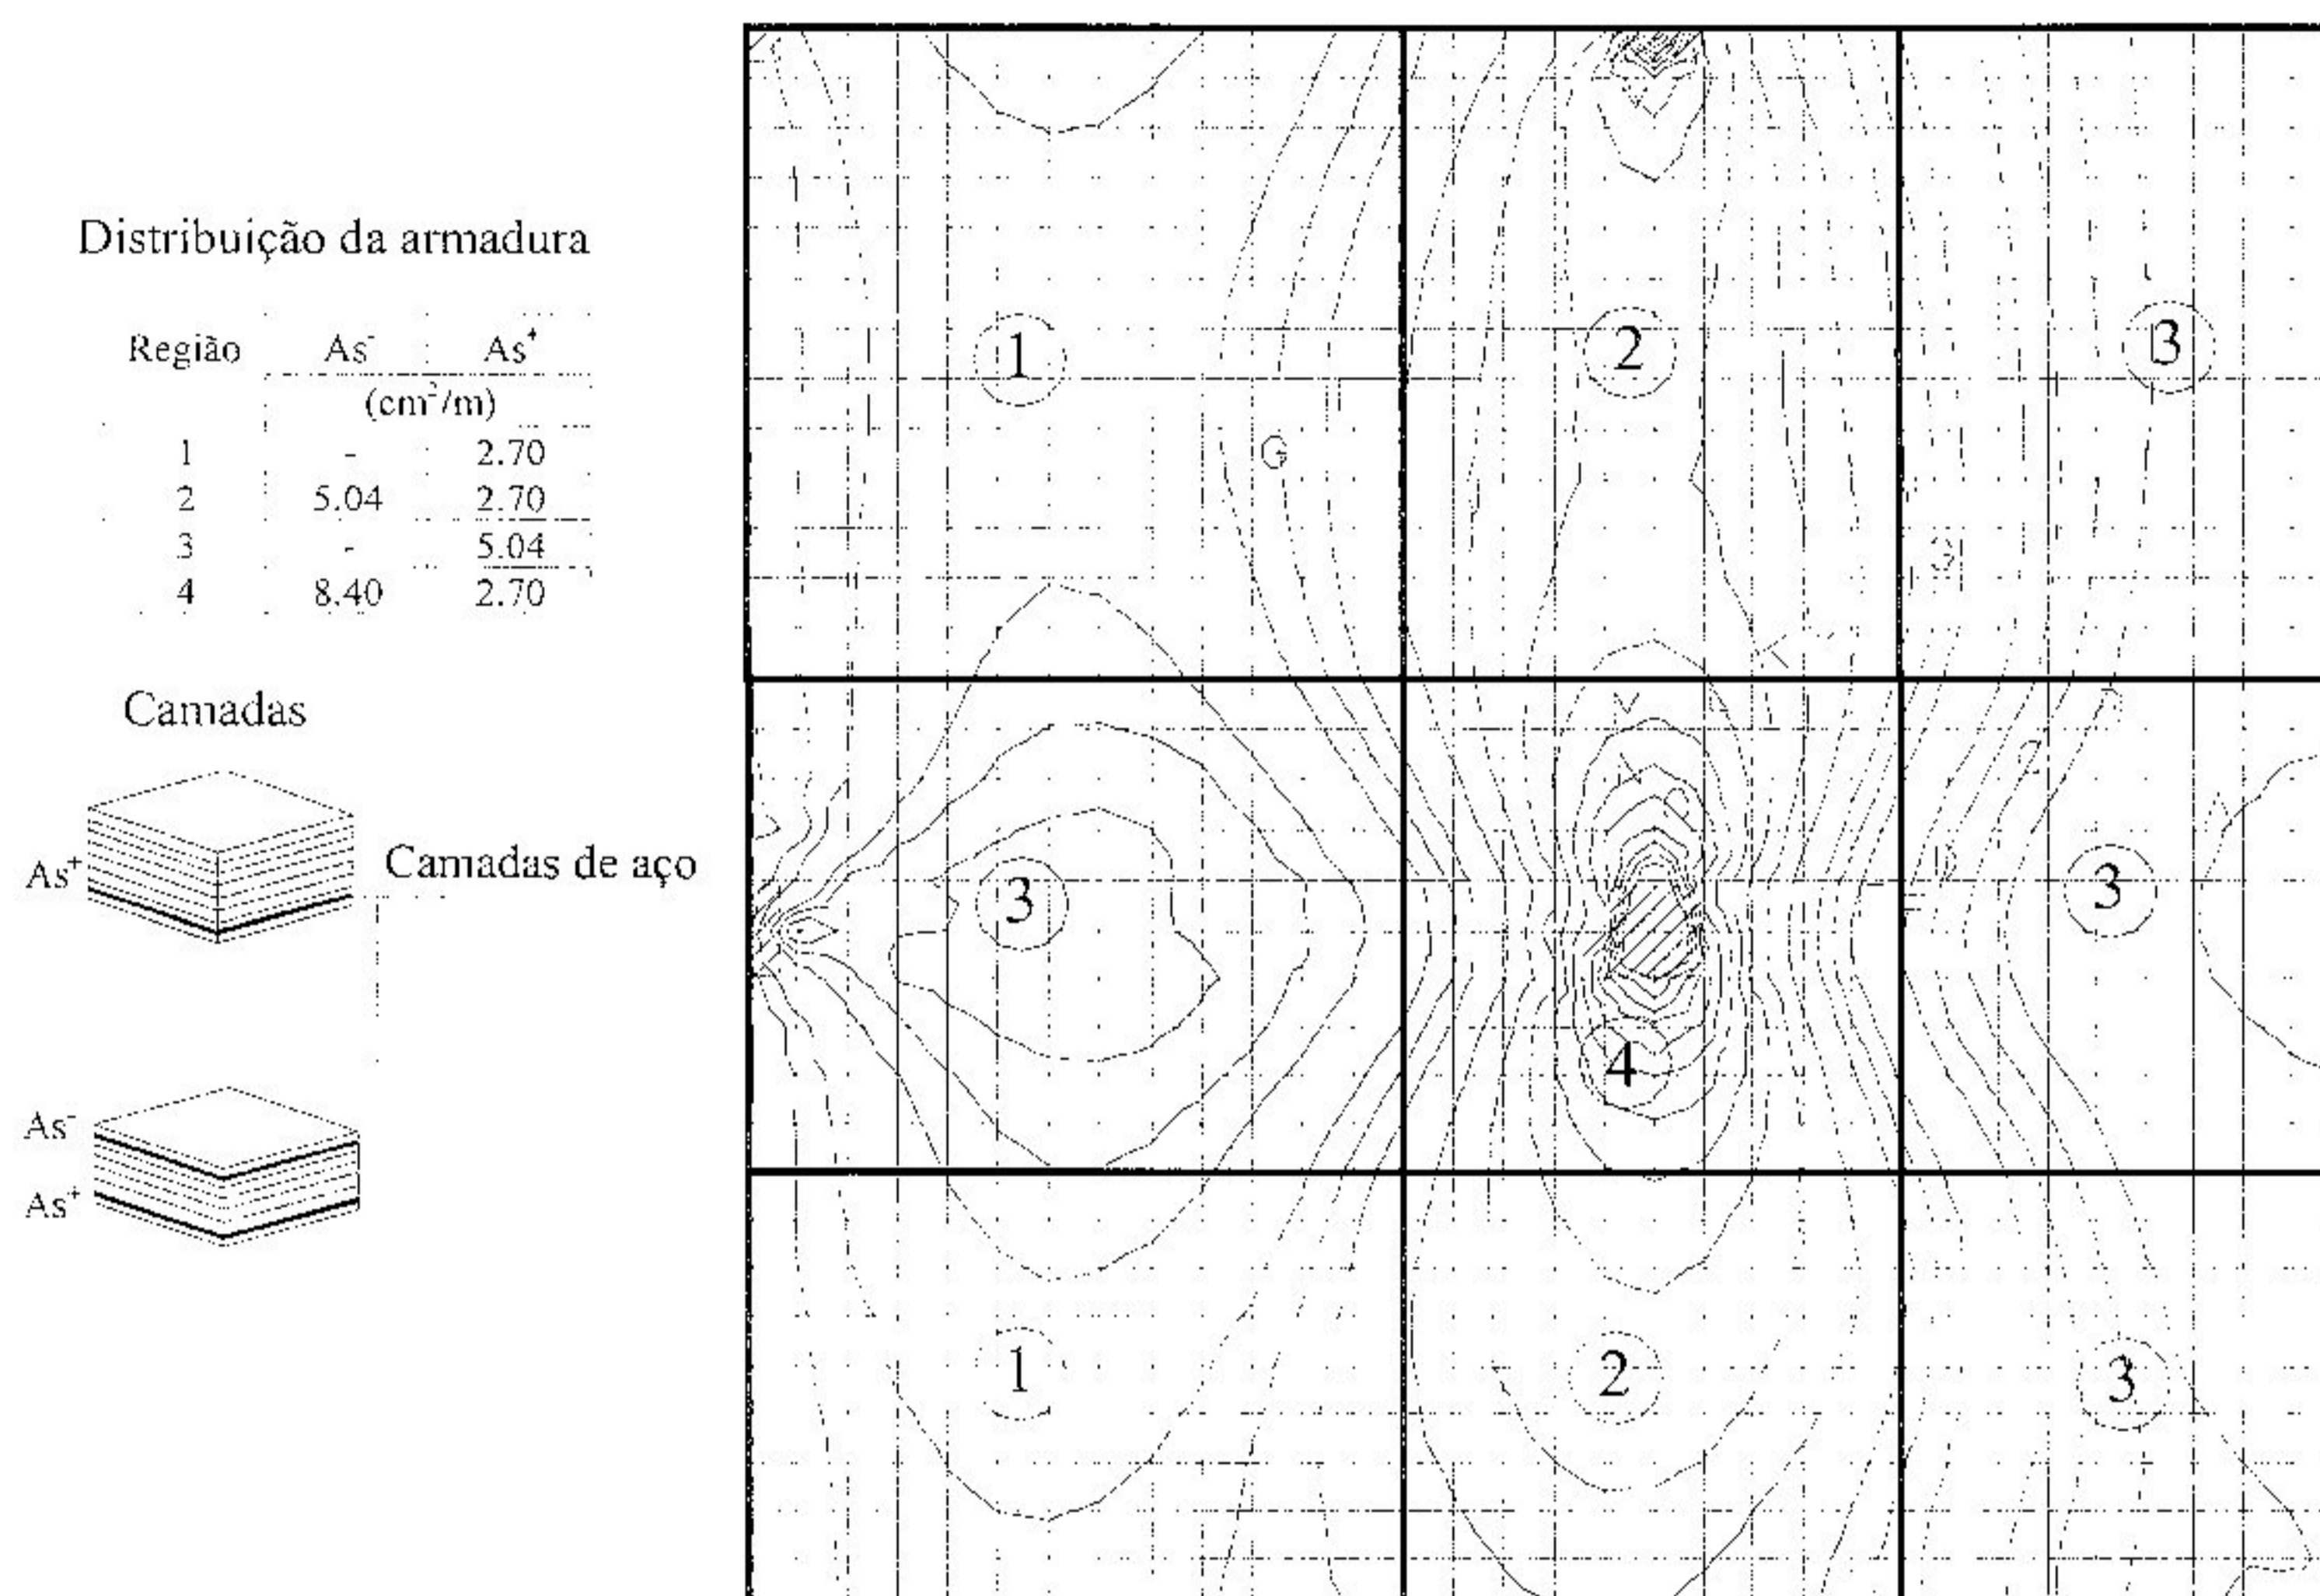 Distribuição da armadura
Região As⁻ As⁺
(cm²/m)
1 - 2.70
2 5.04 2.70
3 - 5.04
4 8.40 2.70
Camadas
As⁺
Camadas de aço
As⁻
As⁺
1 2 3
G
3
3 4 3
1 2 3